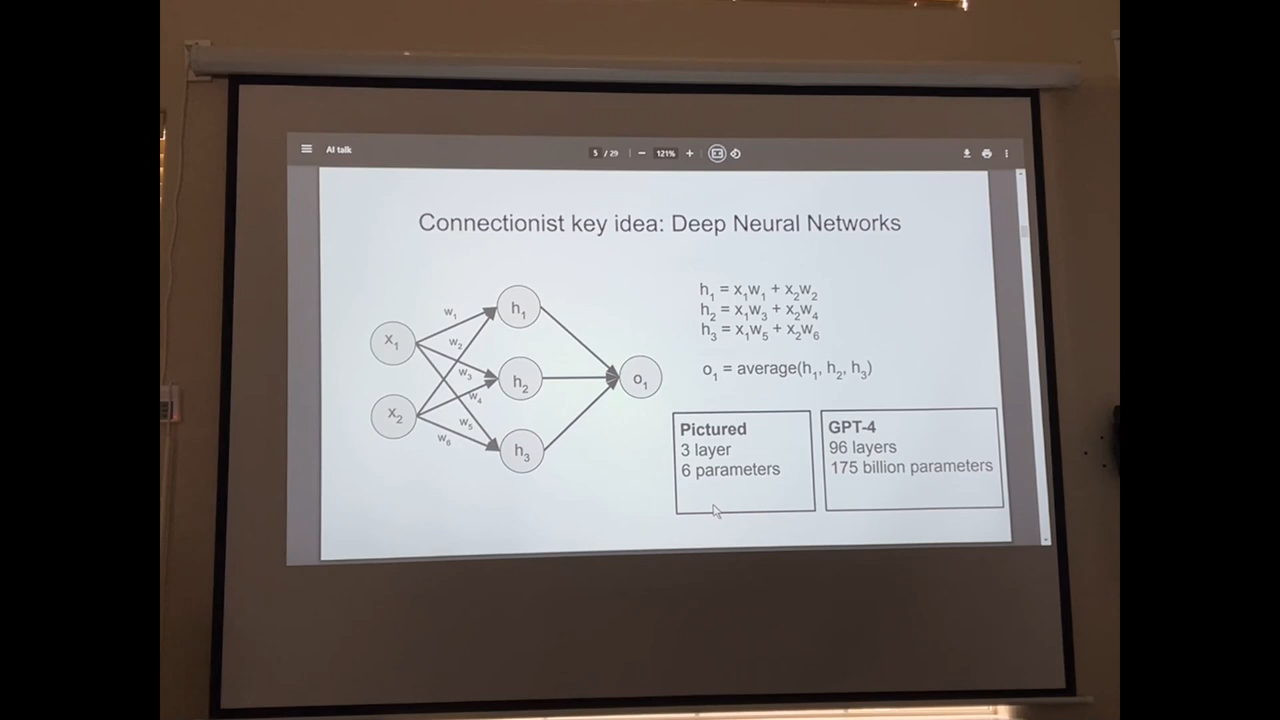 AI talk
5 / 29
121%
Connectionist key idea: Deep Neural Networks
x₁
x₂
w₁
w₂
w₃
w₄
w₅
w₆
h₁
h₂
h₃
o₁
h₁ = x₁w₁ + x₂w₂
h₂ = x₁w₃ + x₂w₄
h₃ = x₁w₅ + x₂w₆
o₁ = average(h₁, h₂, h₃)
Pictured
3 layer
6 parameters
GPT-4
96 layers
175 billion parameters